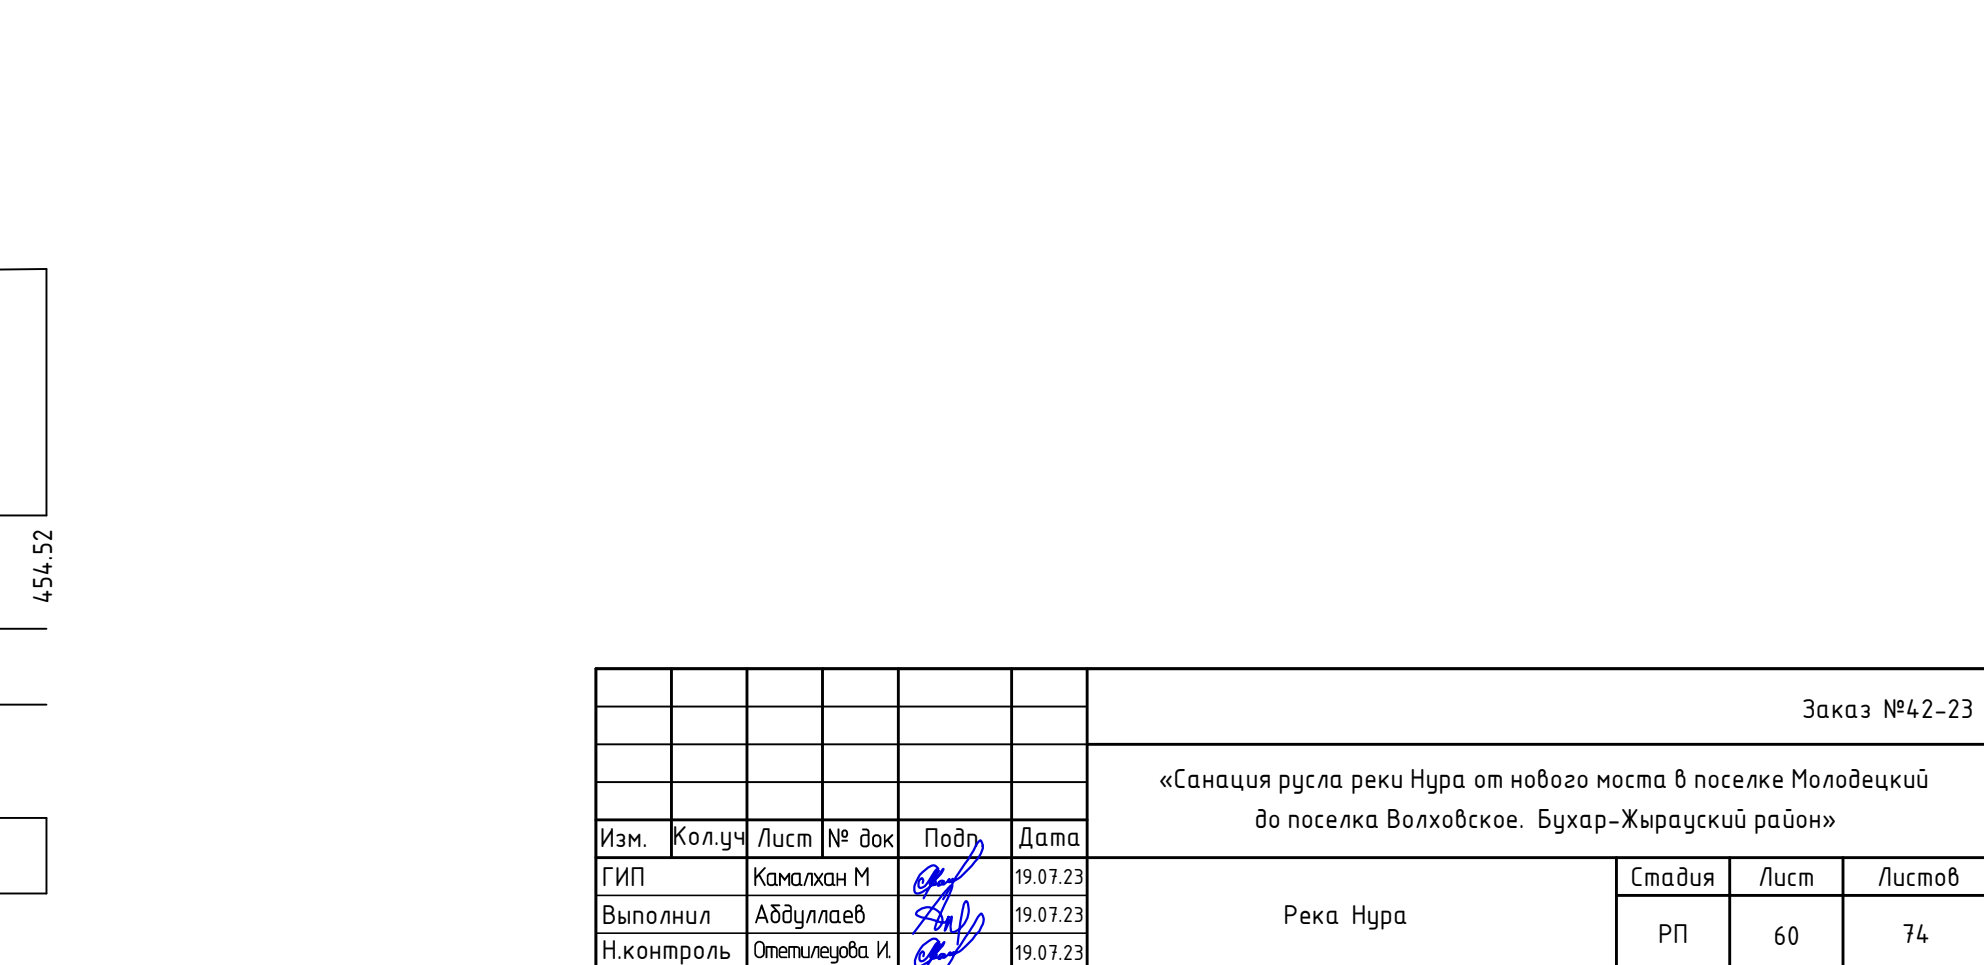 454.52
Заказ №42-23
«Санация русла реки Нура от нового моста в поселке Молодецкий
до поселка Волховское. Бухар-Жырауский район»
Изм. Кол.уч Лист № док Подп. Дата
ГИП Камалхан М 19.07.23
Выполнил Абдуллаев 19.07.23
Н.контроль Отетилеуова И. 19.07.23
Река Нура
Стадия Лист Листов
РП 60 74